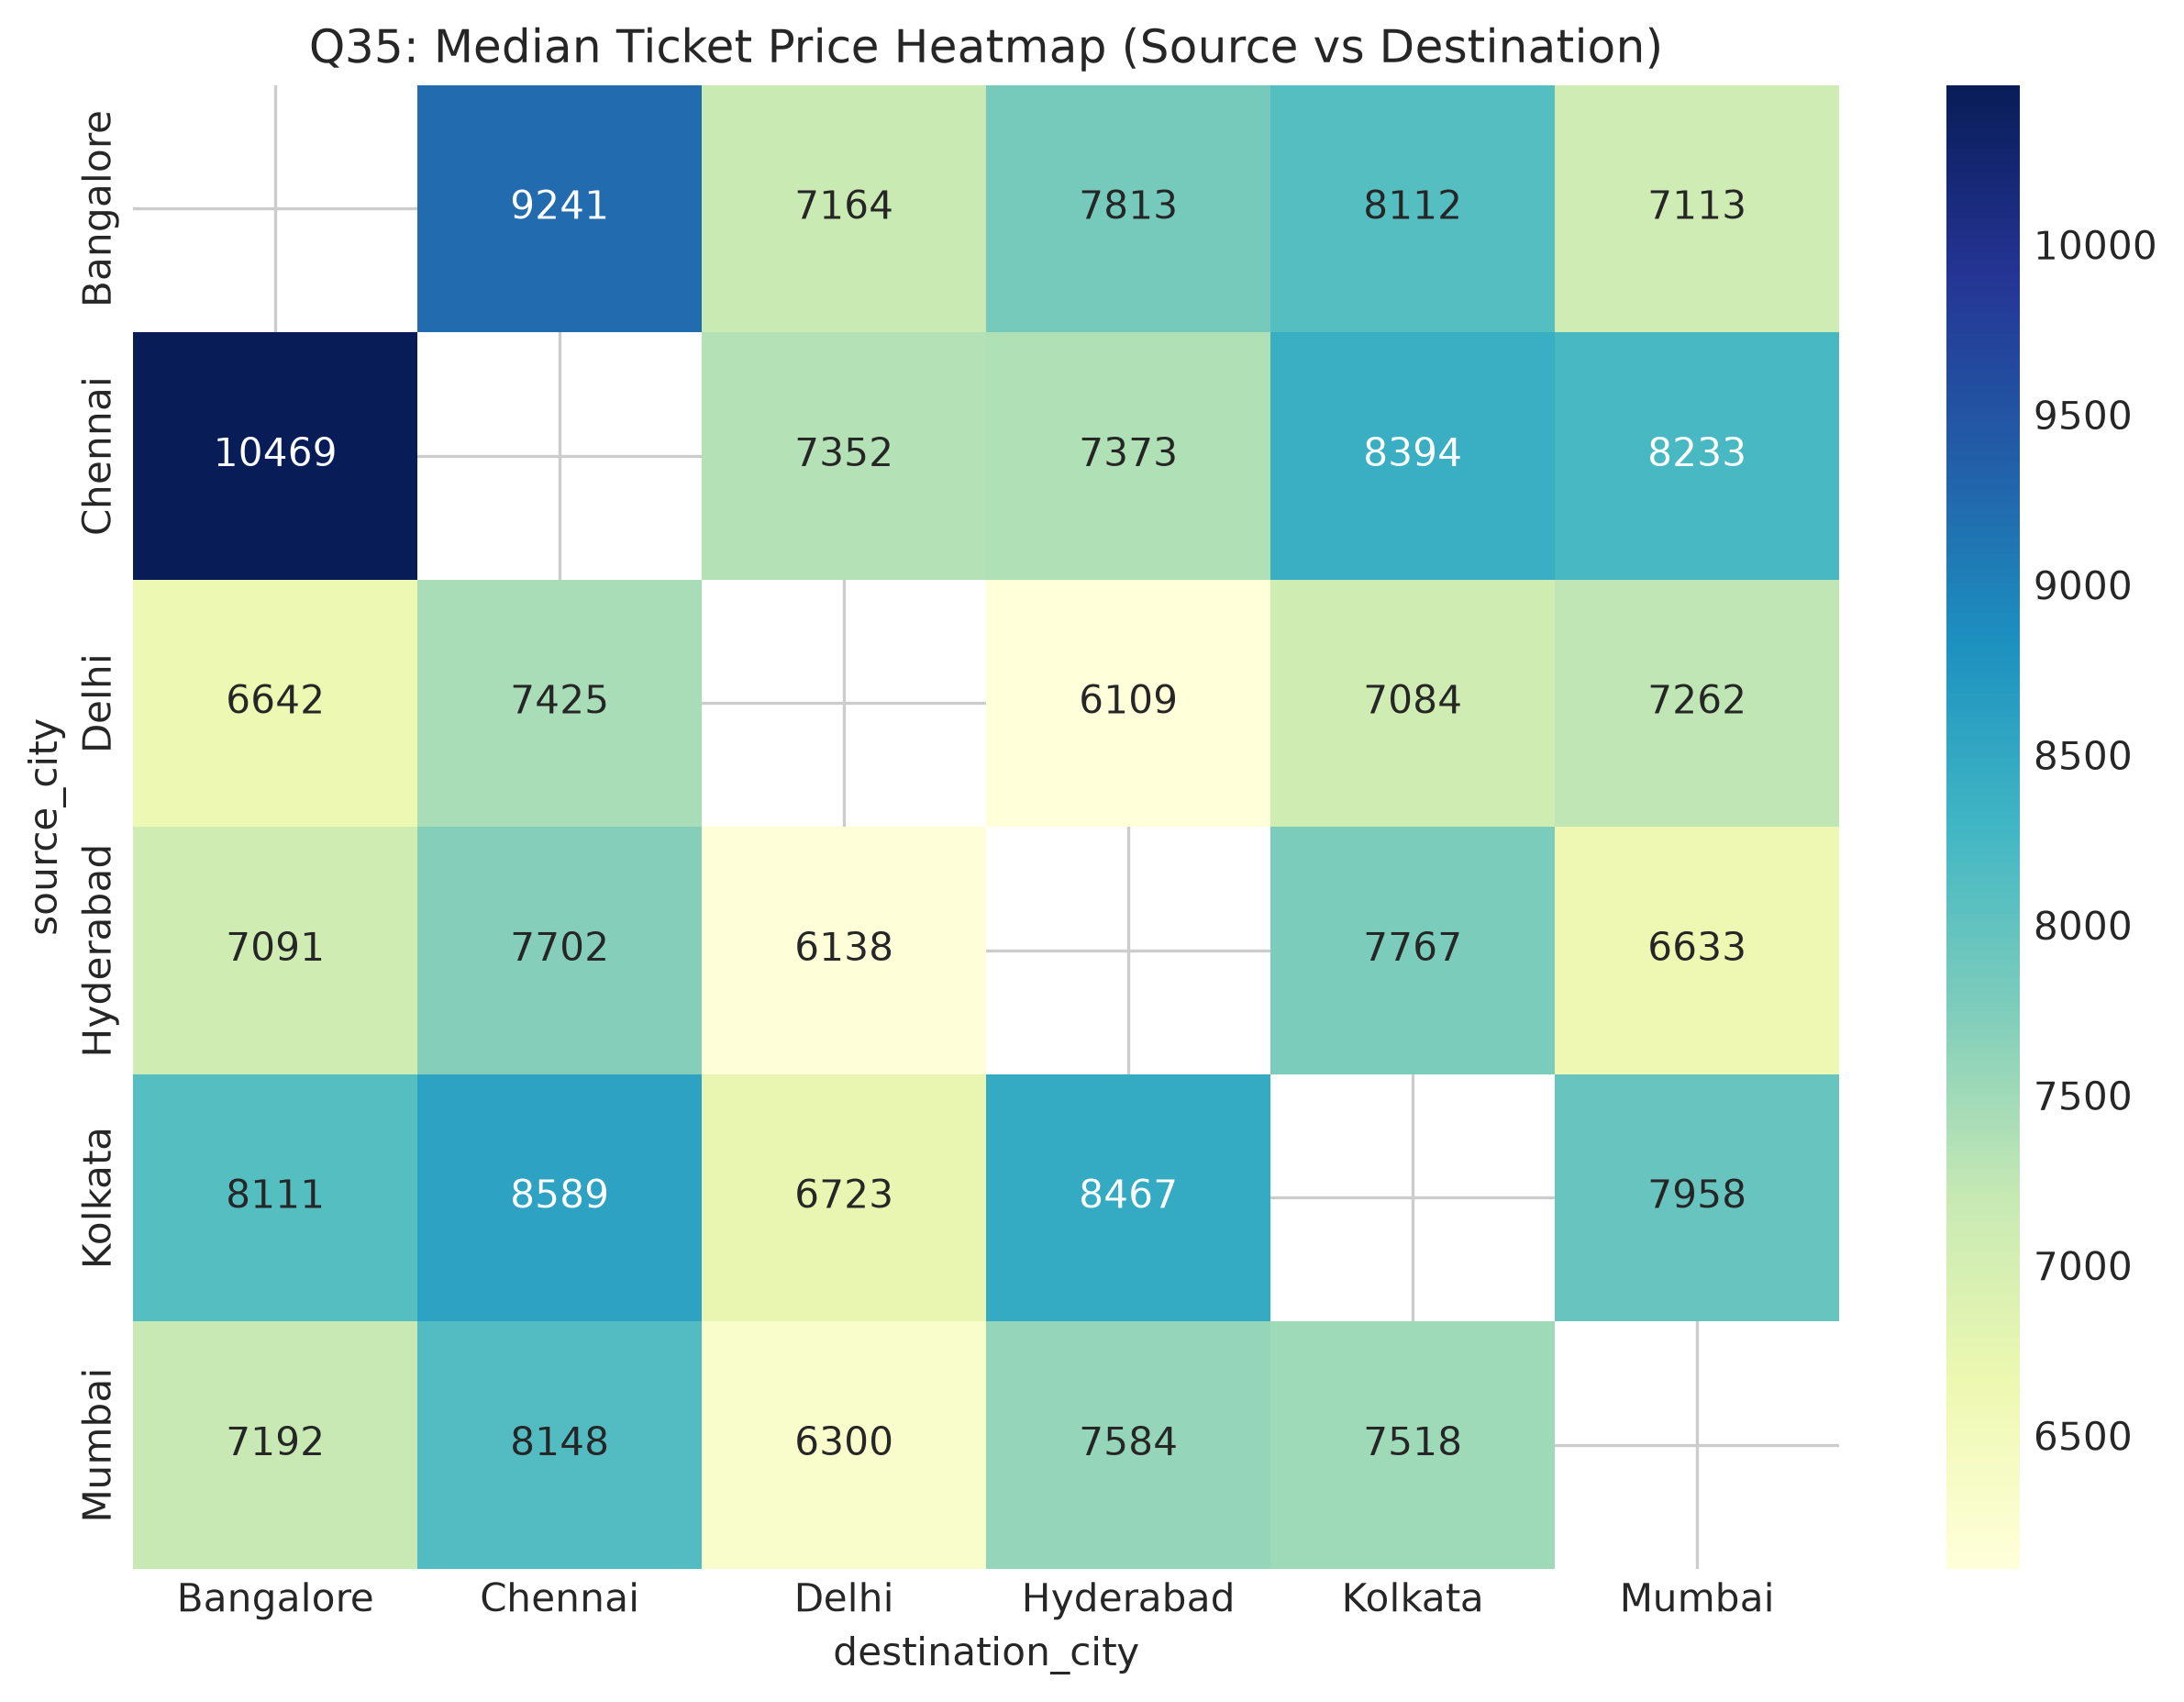 Q35: Median Ticket Price Heatmap (Source vs Destination)
source_city
Bangalore 9241 7164 7813 8112 7113
Chennai 10469 7352 7373 8394 8233
Delhi 6642 7425 6109 7084 7262
Hyderabad 7091 7702 6138 7767 6633
Kolkata 8111 8589 6723 8467 7958
Mumbai 7192 8148 6300 7584 7518
Bangalore Chennai Delhi Hyderabad Kolkata Mumbai
destination_city
10000
9500
9000
8500
8000
7500
7000
6500